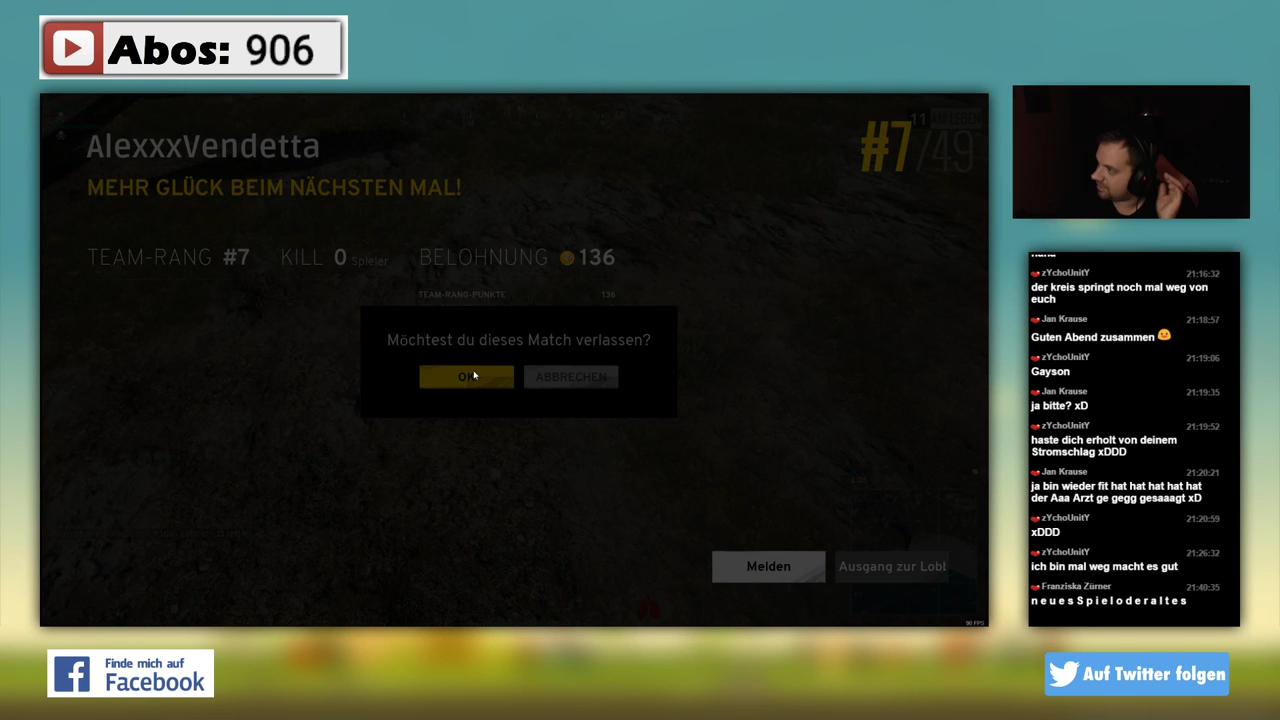 Abos: 906
AlexxxVendetta
MEHR GLÜCK BEIM NÄCHSTEN MAL!
#7/49
11
TEAM-RANG #7 KILL 0 Spieler BELOHNUNG 136
TEAM-RANG-PUNKTE 136
Möchtest du dieses Match verlassen?
OK ABBRECHEN
Melden Ausgang zur Lob
90 FPS
zYchoUnitY 21:16:32
der kreis springt noch mal weg von
euch
Jan Krause 21:18:57
Guten Abend zusammen
zYchoUnitY 21:19:06
Gayson
Jan Krause 21:19:35
ja bitte? xD
zYchoUnitY 21:19:52
haste dich erholt von deinem
Stromschlag xDDD
Jan Krause 21:20:21
ja bin wieder fit hat hat hat hat hat
der Aaa Arzt ge gegg gesaaagt xD
zYchoUnitY 21:20:59
xDDD
zYchoUnitY 21:26:32
ich bin mal weg macht es gut
Franziska Zürner 21:40:35
n e u e s S p i e l o d e r a l t e s
Finde mich auf
Facebook
Auf Twitter folgen